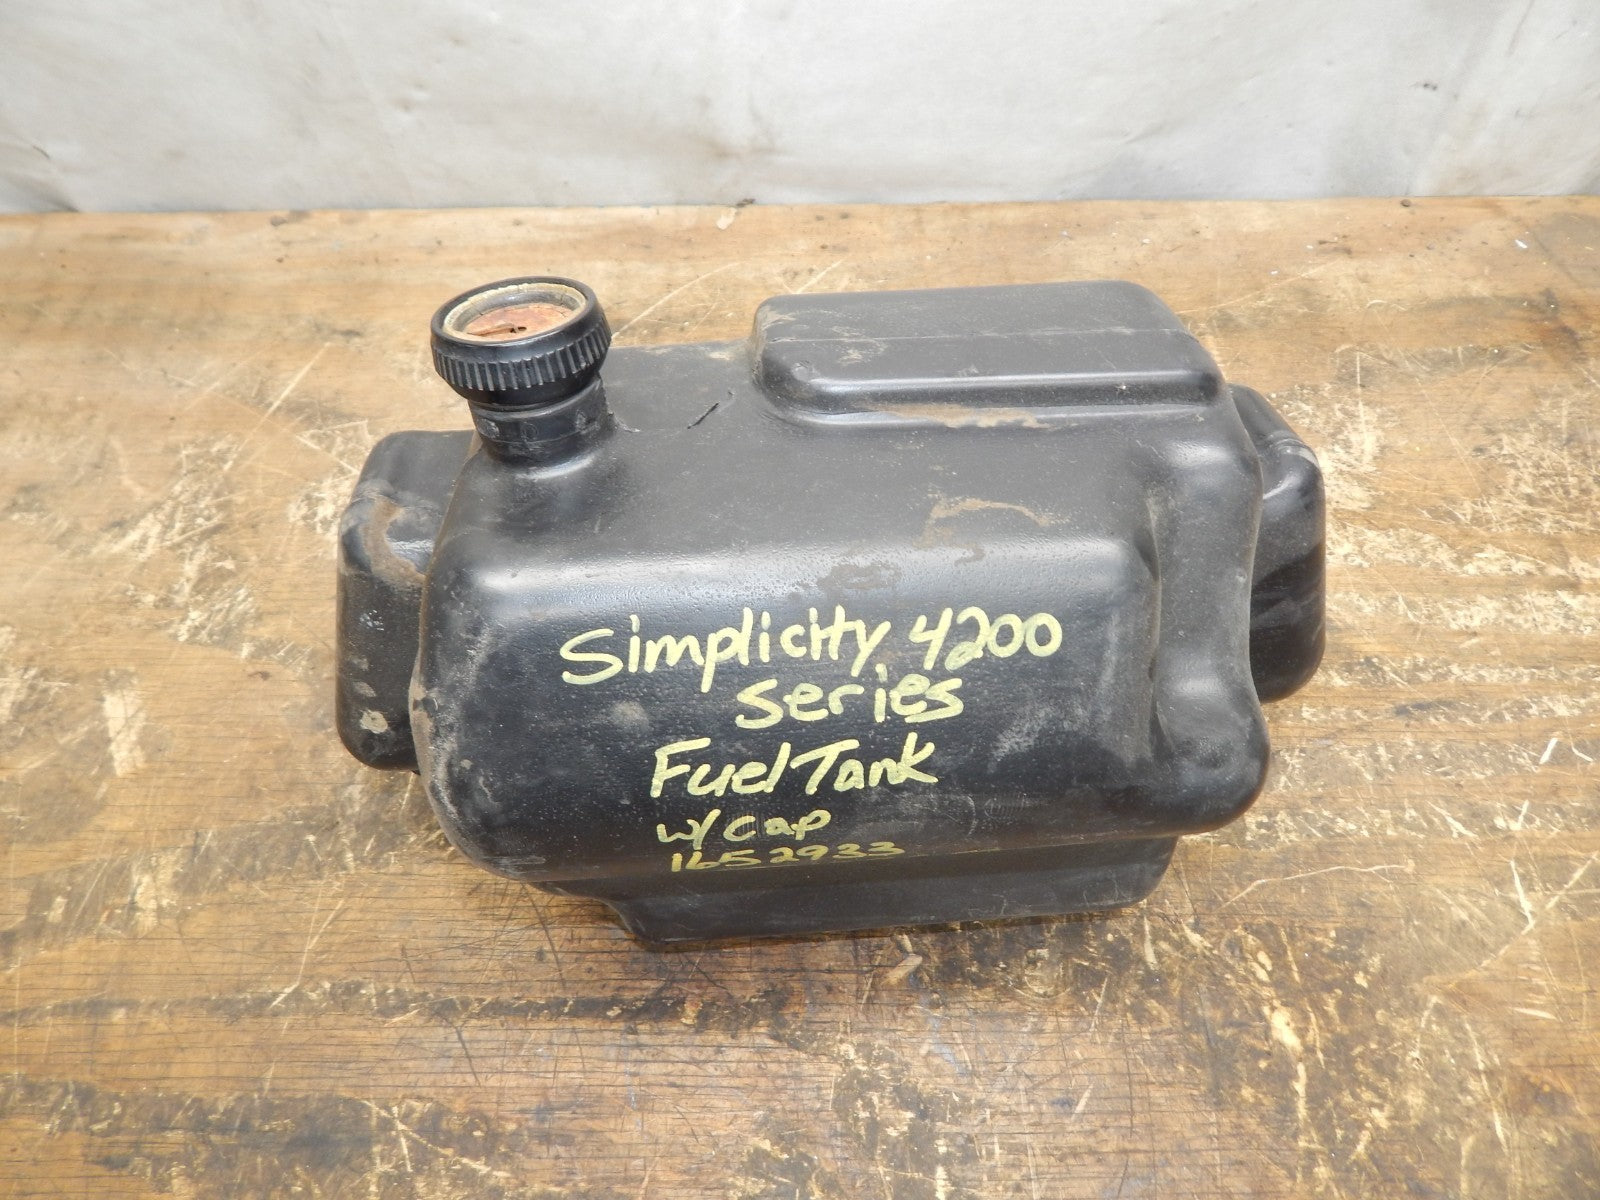 Simplicity 4200
series
Fuel Tank
w/ Cap
1652933